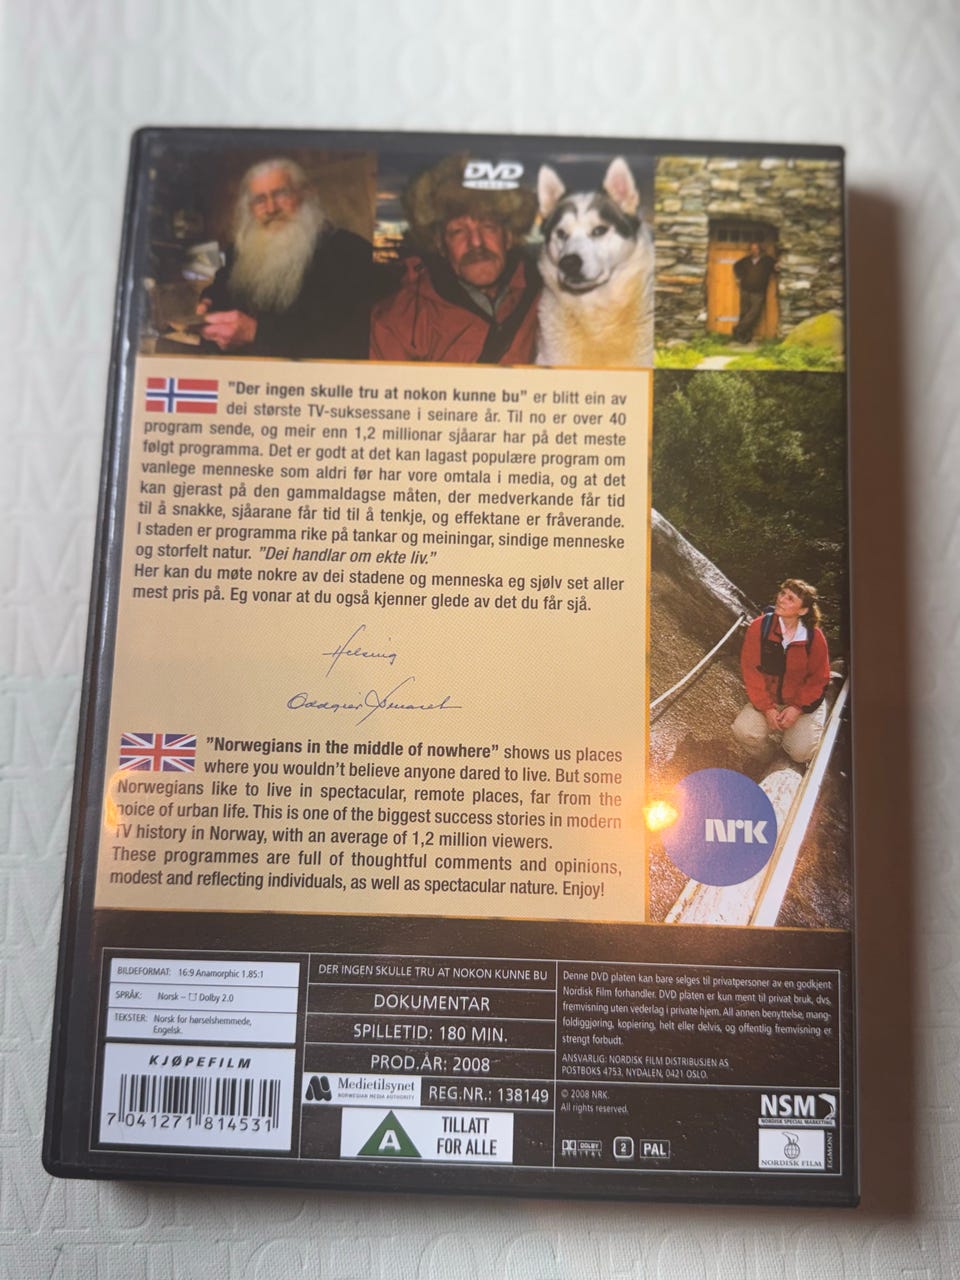 DVD
VIDEO
"Der ingen skulle tru at nokon kunne bu" er blitt ein av
dei største TV-suksessane i seinare år. Til no er over 40
program sende, og meir enn 1,2 millionar sjåarar har på det meste
følgt programma. Det er godt at det kan lagast populære program om
vanlege menneske som aldri før har vore omtala i media, og at det
kan gjerast på den gammaldagse måten, der medverkande får tid
til å snakke, sjåarane får tid til å tenkje, og effektane er fråverande.
I staden er programma rike på tankar og meiningar, sindige menneske
og storfelt natur. "Dei handlar om ekte liv."
Her kan du møte nokre av dei stadene og menneska eg sjølv set aller
mest pris på. Eg vonar at du også kjenner glede av det du får sjå.
Helsing
"Norwegians in the middle of nowhere" shows us places
where you wouldn't believe anyone dared to live. But some
Norwegians like to live in spectacular, remote places, far from the
noice of urban life. This is one of the biggest success stories in modern
TV history in Norway, with an average of 1,2 million viewers.
These programmes are full of thoughtful comments and opinions,
modest and reflecting individuals, as well as spectacular nature. Enjoy!
NRK
BILDEFORMAT: 16:9 Anamorphic 1.85:1
SPRÅK: Norsk – Dolby 2.0
TEKSTER: Norsk for hørselshemmede,
Engelsk.
KJØPEFILM
7 041271 814531
DER INGEN SKULLE TRU AT NOKON KUNNE BU
DOKUMENTAR
SPILLETID: 180 MIN.
PROD.ÅR: 2008
Medietilsynet
NORWEGIAN MEDIA AUTHORITY
REG.NR.: 138149
A
TILLATT
FOR ALLE
Denne DVD platen kan bare selges til privatpersoner av en godkjent
Nordisk Film forhandler. DVD platen er kun ment til privat bruk, dvs.
fremvisning uten vederlag i private hjem. All annen benyttelse, mang-
foldiggjøring, kopiering, helt eller delvis, og offentlig fremvisning er
strengt forbudt.
ANSVARLIG: NORDISK FILM DISTRIBUSJEN AS
POSTBOKS 4753, NYDALEN, 0421 OSLO.
© 2008 NRK.
All rights reserved.
DOLBY
DIGITAL
2
PAL
NSM
NORDISK SPECIAL MARKETING
NORDISK FILM
EGMONT